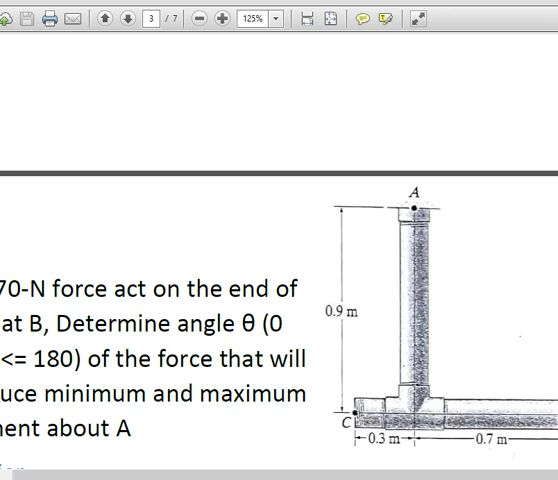 3 / 7
125%
A
70-N force act on the end of
at B, Determine angle θ (0
<= 180) of the force that will
uce minimum and maximum
ent about A
0.9 m
C
0.3 m
0.7 m